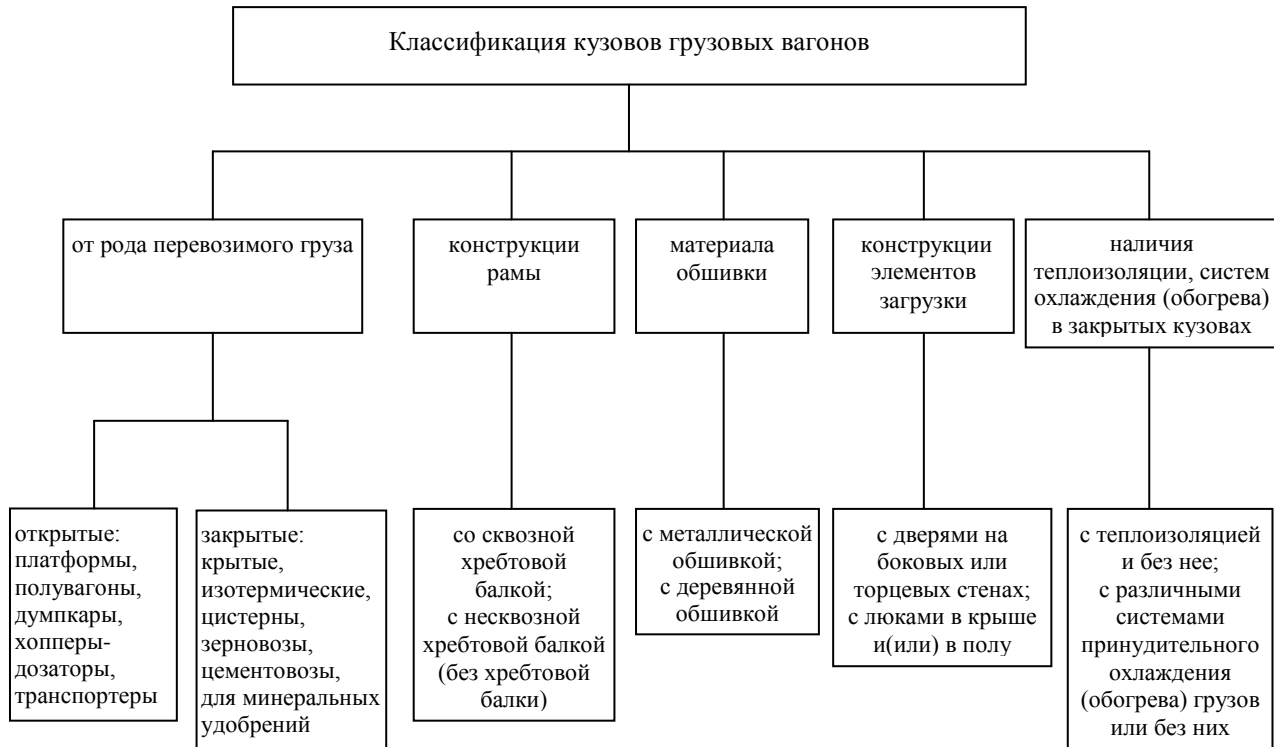 Классификация кузовов грузовых вагонов
от рода перевозимого груза
конструкции
рамы
материала
обшивки
конструкции
элементов
загрузки
наличия
теплоизоляции, систем
охлаждения (обогрева)
в закрытых кузовах
открытые:
платформы,
полувагоны,
думпкары,
хопперы-
дозаторы,
транспортеры
закрытые:
крытые,
изотермические,
цистерны,
зерновозы,
цементовозы,
для минеральных
удобрений
со сквозной
хребтовой
балкой;
с несквозной
хребтовой балкой
(без хребтовой
балки)
с металлической
обшивкой;
с деревянной
обшивкой
с дверями на
боковых или
торцевых стенах;
с люками в крыше
и(или) в полу
с теплоизоляцией
и без нее;
с различными
системами
принудительного
охлаждения
(обогрева) грузов
или без них